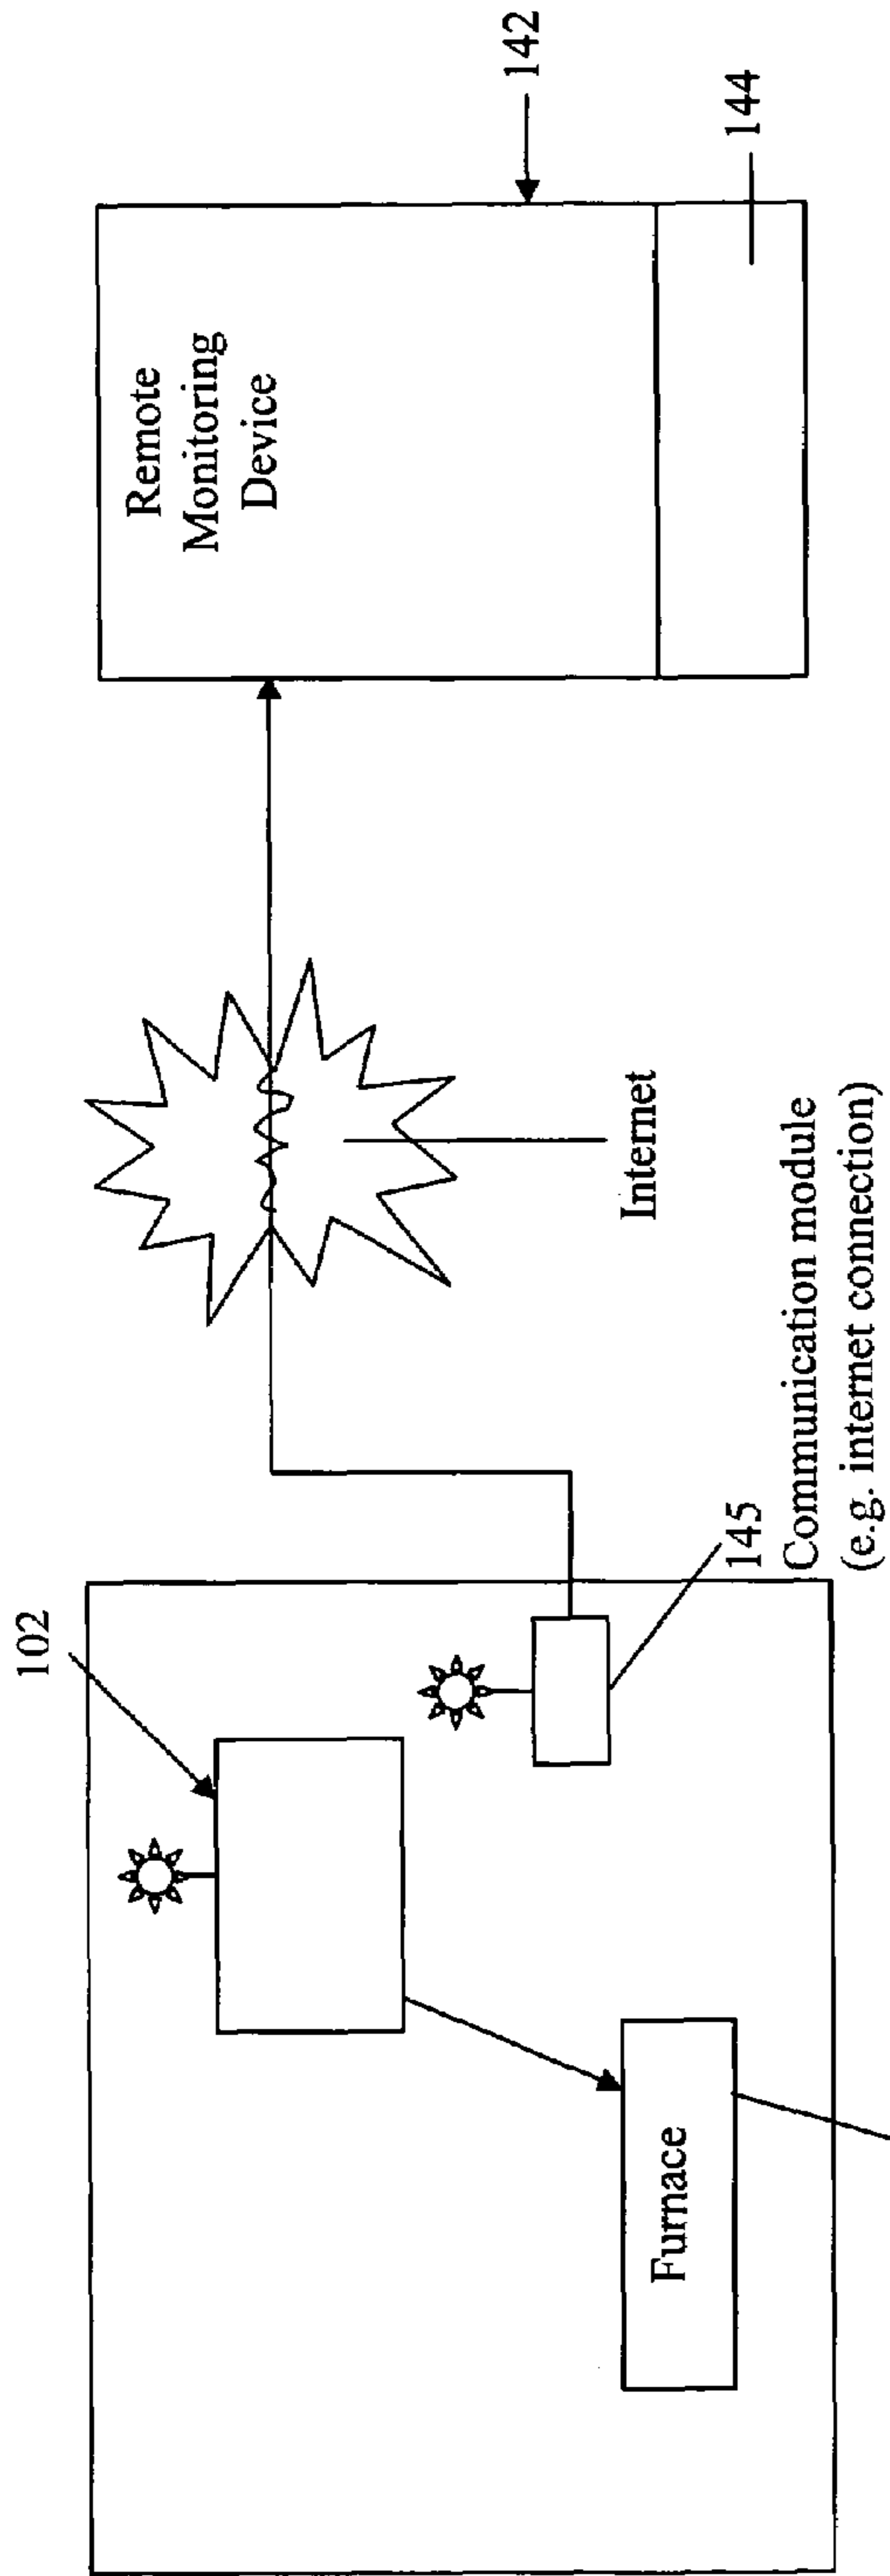 102
Furnace
145
Communication module
(e.g. internet connection)
Internet
Remote
Monitoring
Device
142
144